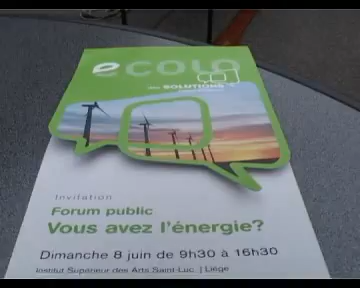 ecolo
des SOLUTIONS
Invitation
Forum public
Vous avez l'énergie?
Dimanche 8 juin de 9h30 à 16h30
Institut Supérieur des Arts Saint-Luc | Liège